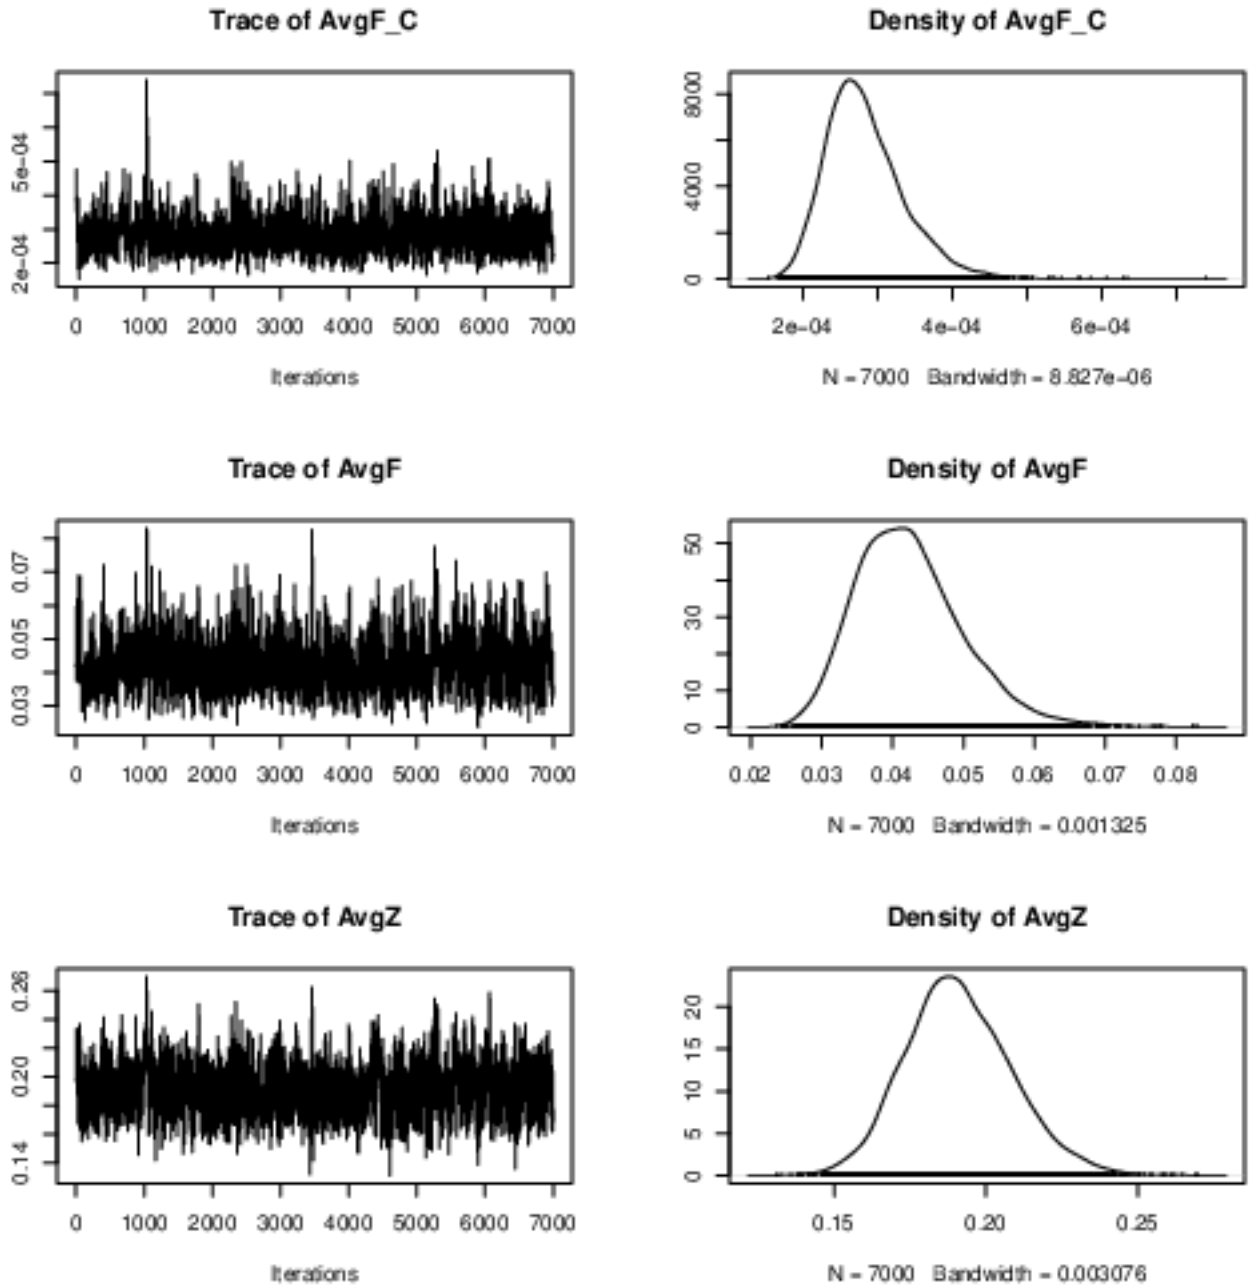 Trace of AvgF_C
5e−04
2e−04
0 1000 2000 3000 4000 5000 6000 7000
Iterations
Density of AvgF_C
8000
4000
0
2e−04 4e−04 6e−04
N = 7000 Bandwidth = 8.827e−06
Trace of AvgF
0.07
0.05
0.03
0 1000 2000 3000 4000 5000 6000 7000
Iterations
Density of AvgF
50
30
10
0
0.02 0.03 0.04 0.05 0.06 0.07 0.08
N = 7000 Bandwidth = 0.001325
Trace of AvgZ
0.26
0.20
0.14
0 1000 2000 3000 4000 5000 6000 7000
Iterations
Density of AvgZ
20
15
10
5
0
0.15 0.20 0.25
N = 7000 Bandwidth = 0.003076